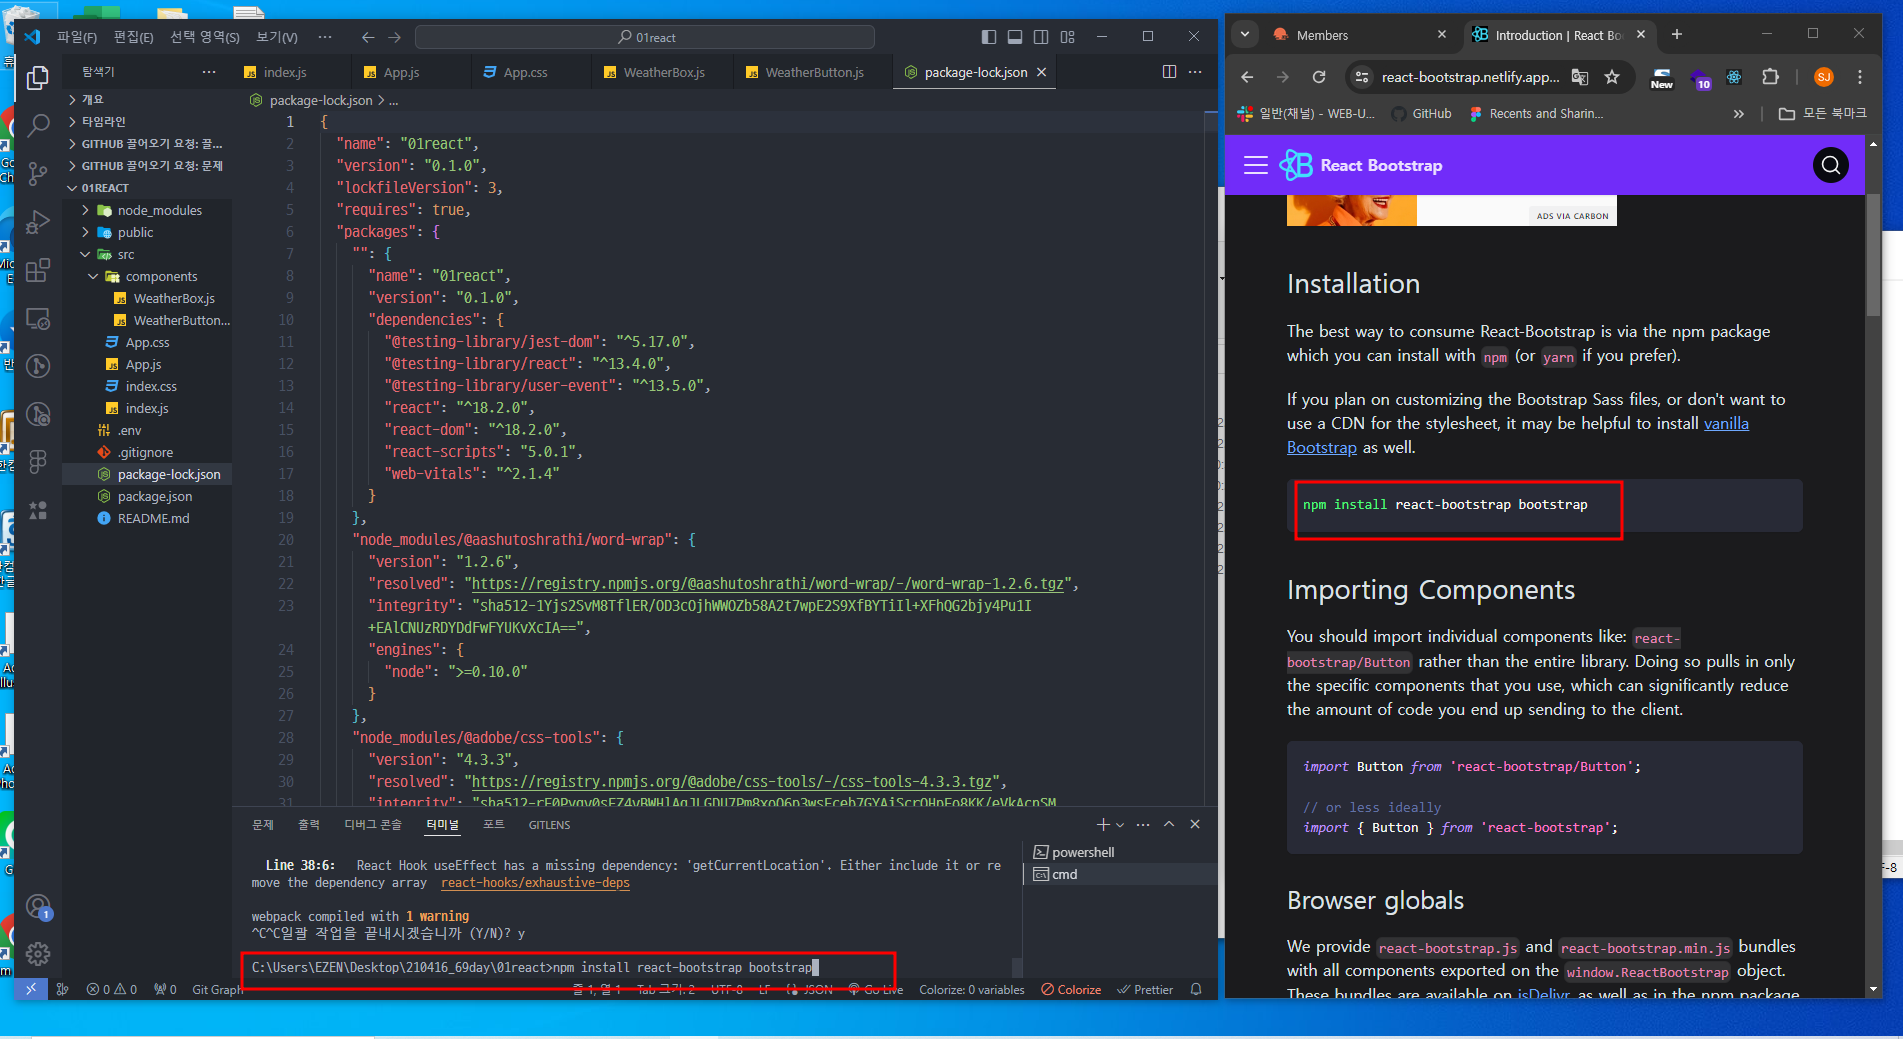 파일(F) 편집(E) 선택 영역(S) 보기(V) ··· 01react
탐색기 ···
개요
타임라인
GITHUB 끌어오기 요청: 끌...
GITHUB 끌어오기 요청: 문제
01REACT
node_modules
public
src
components
WeatherBox.js
WeatherButton...
App.css
App.js
index.css
index.js
.env
.gitignore
package-lock.json
package.json
README.md
index.js App.js App.css WeatherBox.js WeatherButton.js package-lock.json
package-lock.json > ...
1 {
2 "name": "01react",
3 "version": "0.1.0",
4 "lockfileVersion": 3,
5 "requires": true,
6 "packages": {
7 "": {
8 "name": "01react",
9 "version": "0.1.0",
10 "dependencies": {
11 "@testing-library/jest-dom": "^5.17.0",
12 "@testing-library/react": "^13.4.0",
13 "@testing-library/user-event": "^13.5.0",
14 "react": "^18.2.0",
15 "react-dom": "^18.2.0",
16 "react-scripts": "5.0.1",
17 "web-vitals": "^2.1.4"
18 }
19 },
20 "node_modules/@aashutoshrathi/word-wrap": {
21 "version": "1.2.6",
22 "resolved": "https://registry.npmjs.org/@aashutoshrathi/word-wrap/-/word-wrap-1.2.6.tgz",
23 "integrity": "sha512-1Yjs2SvM8TflER/OD3cOjhWWOZb58A2t7wpE2S9XfBYTiIl+XFhQG2bjy4Pu1I
+EAlCNUzRDYDdFwFYUKvXcIA==",
24 "engines": {
25 "node": ">=0.10.0"
26 }
27 },
28 "node_modules/@adobe/css-tools": {
29 "version": "4.3.3",
30 "resolved": "https://registry.npmjs.org/@adobe/css-tools/-/css-tools-4.3.3.tgz",
31 "integrity":
문제 출력 디버그 콘솔 터미널 포트 GITLENS
powershell
cmd
Line 38:6: React Hook useEffect has a missing dependency: 'getCurrentLocation'. Either include it or re
move the dependency array react-hooks/exhaustive-deps
webpack compiled with 1 warning
^C^C일괄 작업을 끝내시겠습니까 (Y/N)? y
C:\Users\EZEN\Desktop\210416_69day\01react>npm install react-bootstrap bootstrap
1 0 0 0 Git Graph 줄 1, 열 1 Tab 크기: 2 UTF-8 LF JSON Go Live Colorize: 0 variables Colorize Prettier
Members Introduction | React Bo
react-bootstrap.netlify.app... New 10 SJ
일반(채널) - WEB-U... GitHub Recents and Sharin... » 모든 북마크
React Bootstrap
ADS VIA CARBON
Installation
The best way to consume React-Bootstrap is via the npm package
which you can install with npm (or yarn if you prefer).
If you plan on customizing the Bootstrap Sass files, or don't want to
use a CDN for the stylesheet, it may be helpful to install vanilla
Bootstrap as well.
npm install react-bootstrap bootstrap
Importing Components
You should import individual components like: react-
bootstrap/Button rather than the entire library. Doing so pulls in only
the specific components that you use, which can significantly reduce
the amount of code you end up sending to the client.
import Button from 'react-bootstrap/Button';
// or less ideally
import { Button } from 'react-bootstrap';
Browser globals
We provide react-bootstrap.js and react-bootstrap.min.js bundles
with all components exported on the window.ReactBootstrap object.
These bundles are available on jsDelivr, as well as in the npm package